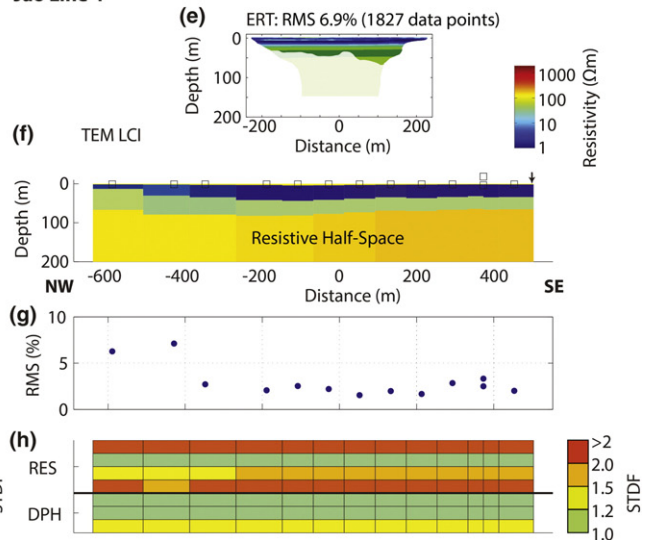 (e)
ERT: RMS 6.9% (1827 data points)
Depth (m)
0
100
200
-200
0
200
Distance (m)
1000
100
10
1
Resistivity (Ωm)
(f)
TEM LCI
Depth (m)
0
100
200
Resistive Half-Space
-600
-400
-200
0
200
400
NW
Distance (m)
SE
(g)
RMS (%)
10
5
0
(h)
RES
DPH
>2
2.0
1.5
1.2
1.0
STDF